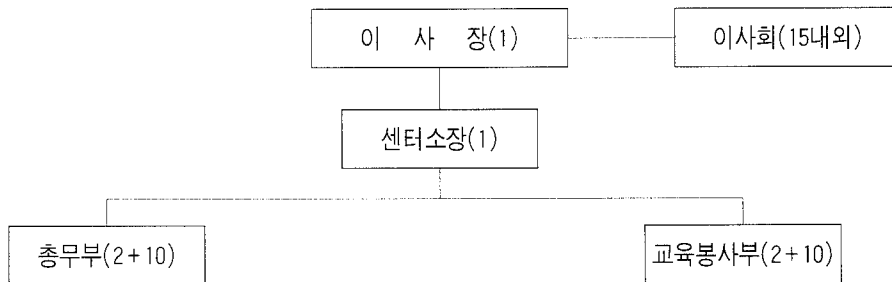 이 사 장(1)
이사회(15내외)
센터소장(1)
총무부(2+10)
교육봉사부(2+10)